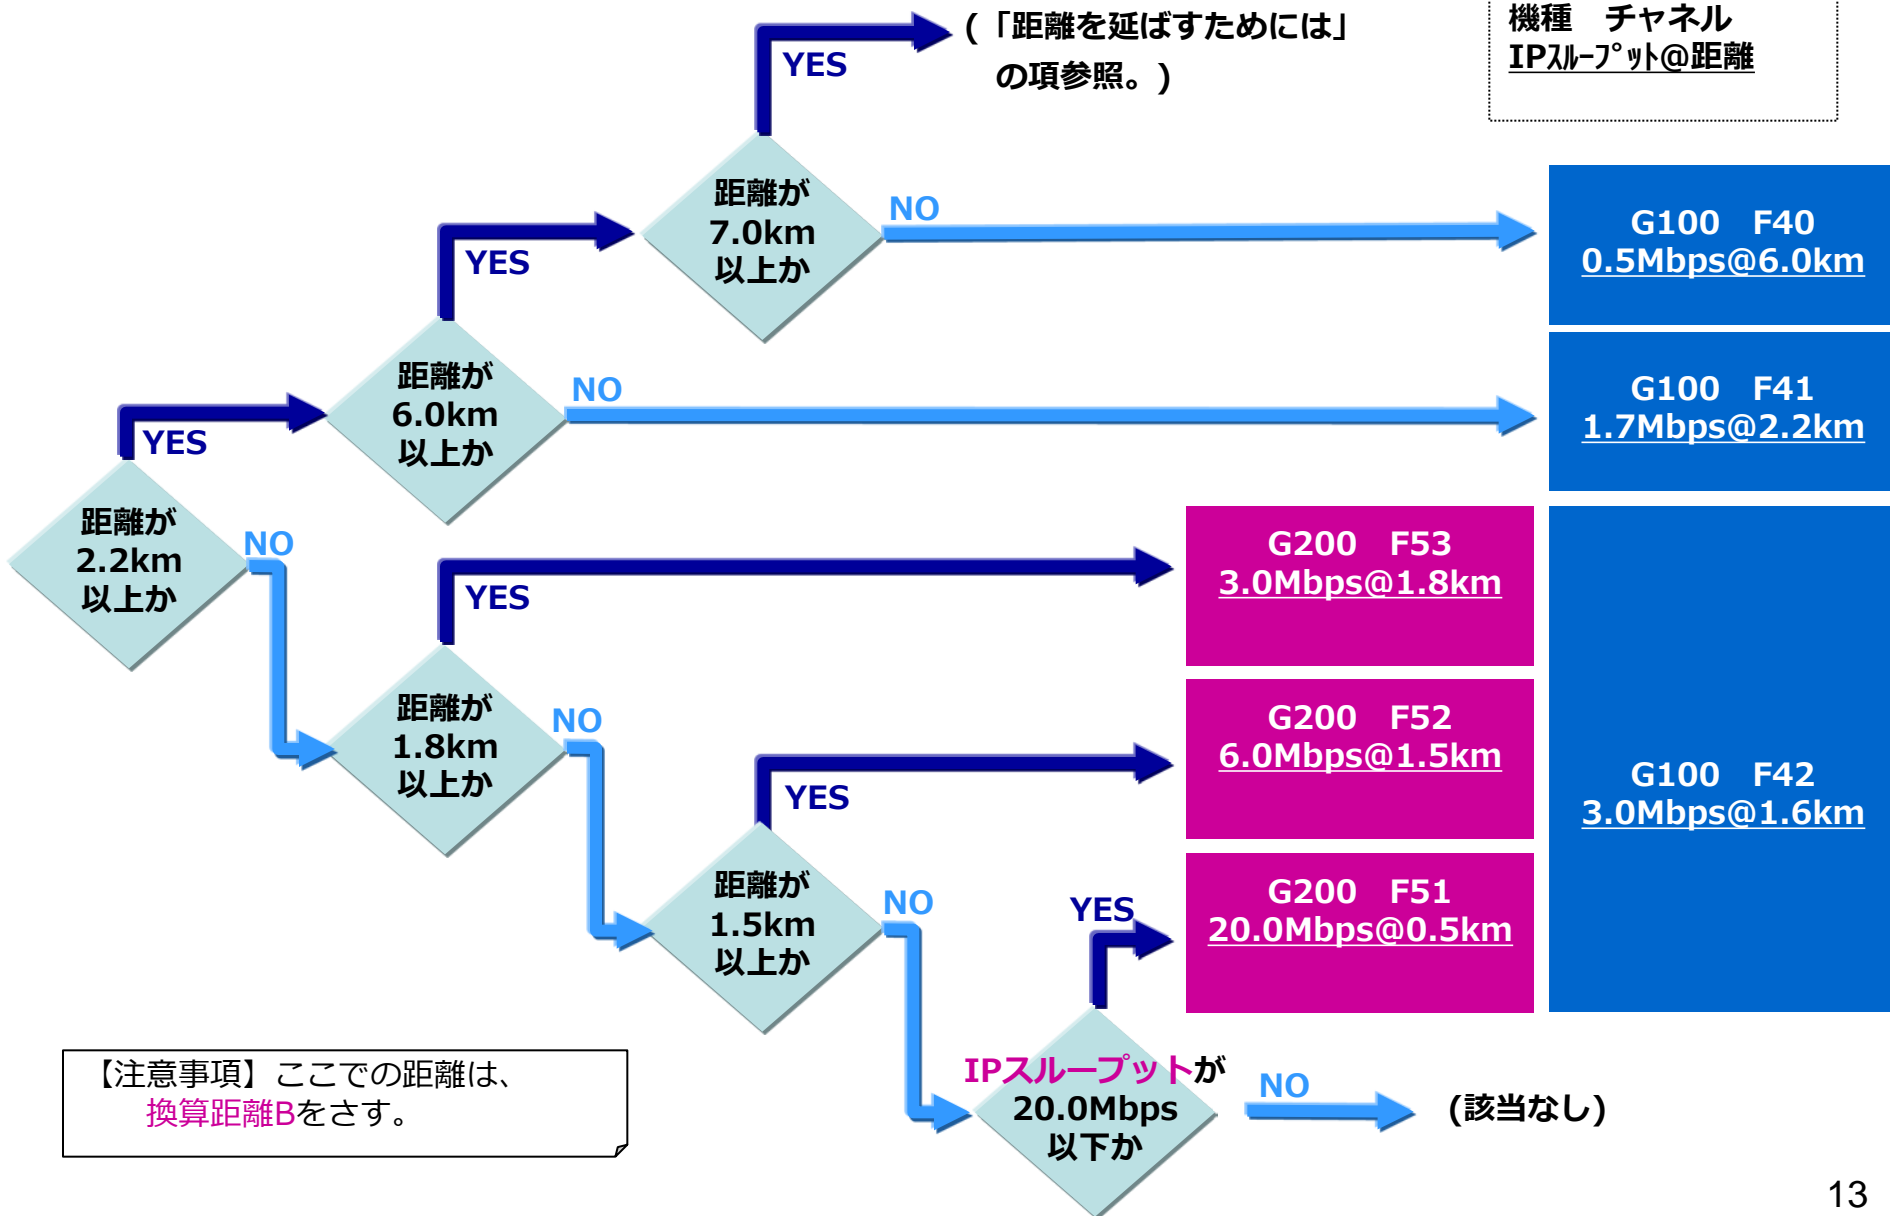 (「距離を延ばすためには」
の項参照。)
YES
機種　チャネル
IPｽﾙｰﾌﾟｯﾄ@距離
距離が
7.0km
以上か
NO
G100　F40
0.5Mbps@6.0km
YES
距離が
6.0km
以上か
NO
G100　F41
1.7Mbps@2.2km
YES
距離が
2.2km
以上か
NO
YES
G200　F53
3.0Mbps@1.8km
距離が
1.8km
以上か
NO
YES
G200　F52
6.0Mbps@1.5km
G100　F42
3.0Mbps@1.6km
距離が
1.5km
以上か
NO
YES
G200　F51
20.0Mbps@0.5km
IPスループットが
20.0Mbps
以下か
NO
(該当なし)
【注意事項】ここでの距離は、
換算距離Bをさす。
13